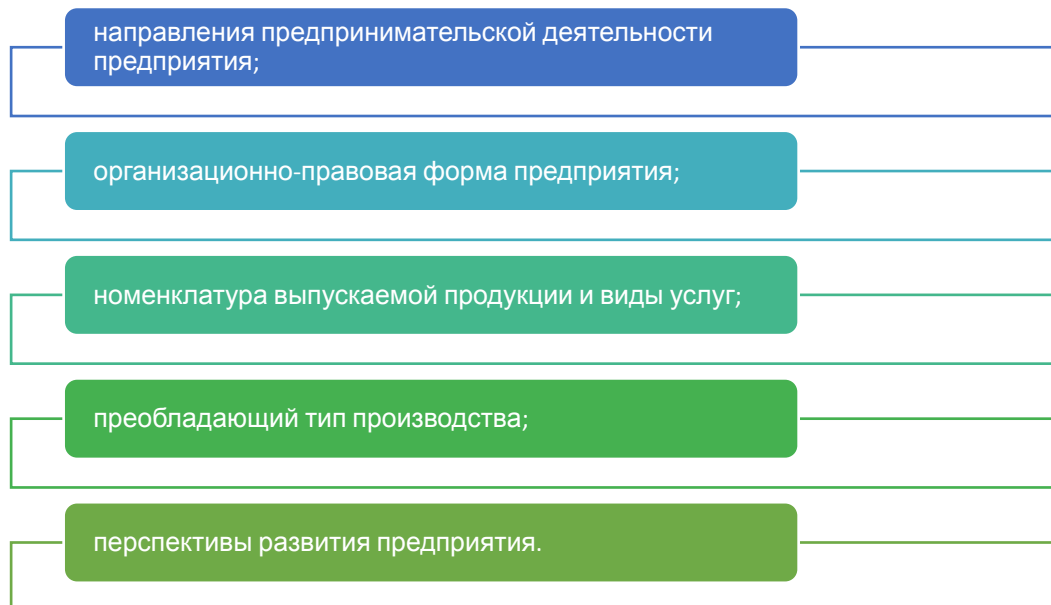 направления предпринимательской деятельности
предприятия;
организационно-правовая форма предприятия;
номенклатура выпускаемой продукции и виды услуг;
преобладающий тип производства;
перспективы развития предприятия.